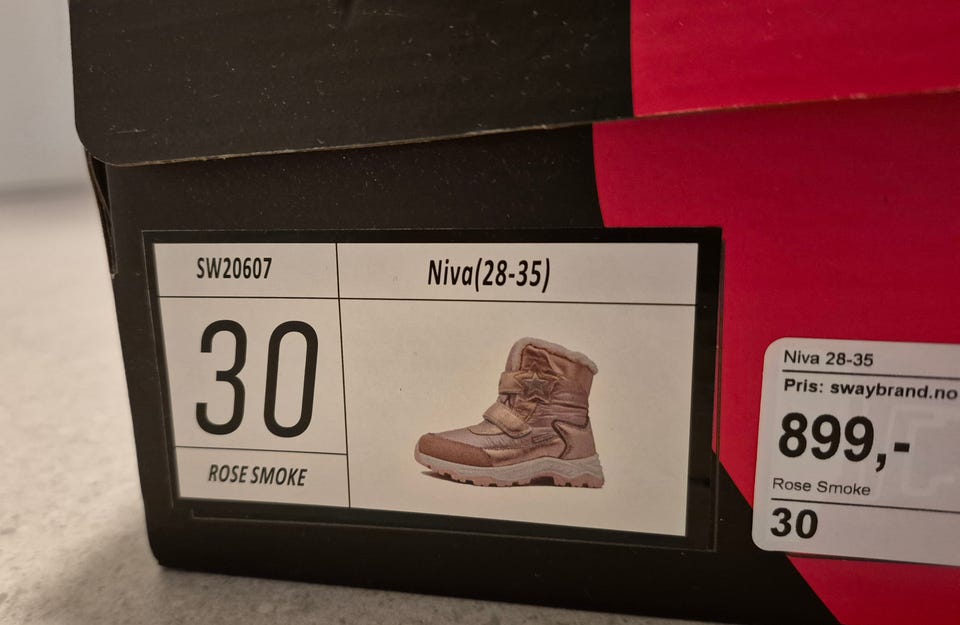 SW20607
Niva(28-35)
30
ROSE SMOKE
Niva 28-35
Pris: swaybrand.no
899,-
Rose Smoke
30